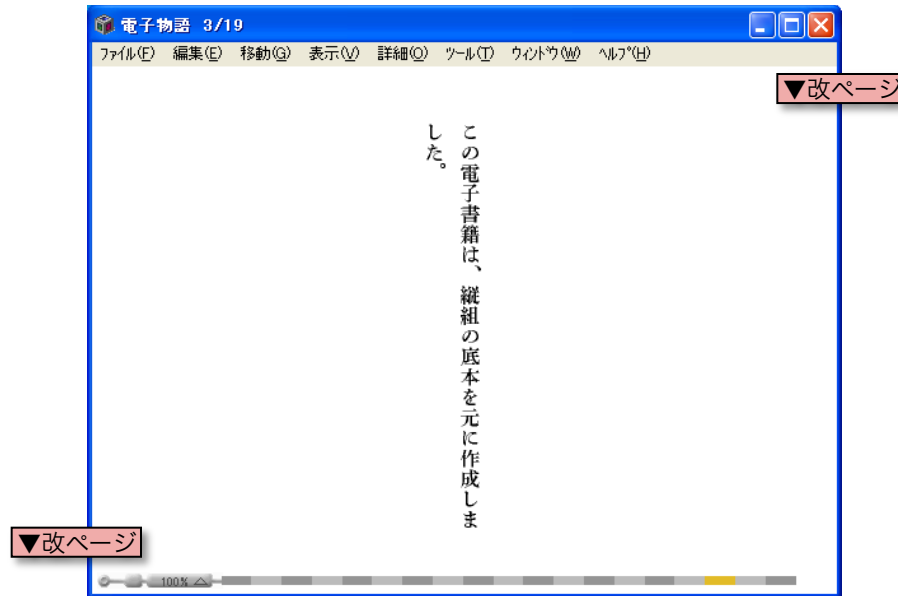 電子物語 3/19
ファイル(F) 編集(E) 移動(G) 表示(V) 詳細(O) ツール(T) ウィンドウ(W) ヘルプ(H)
▼改ページ
この電子書籍は、縦組の底本を元に作成しま
した。
▼改ページ
100%